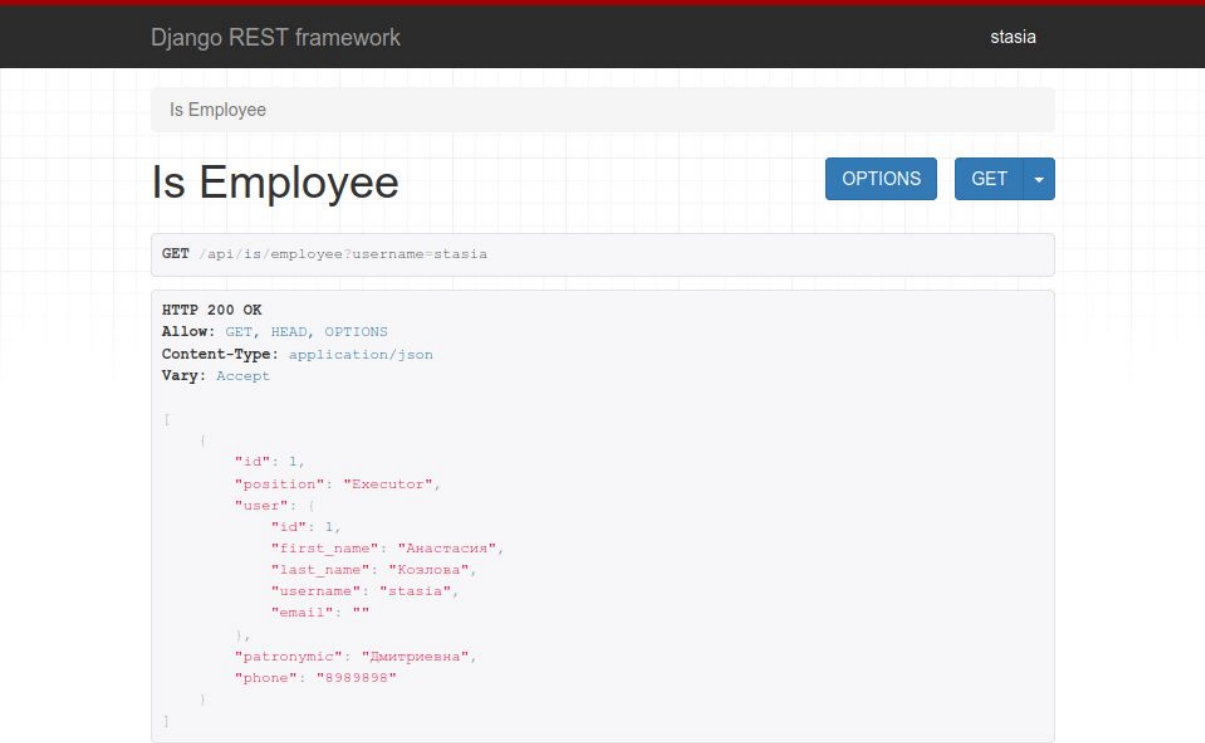 Django REST framework
stasia
Is Employee
Is Employee
OPTIONS
GET
GET /api/is/employee?username=stasia
HTTP 200 OK
Allow: GET, HEAD, OPTIONS
Content-Type: application/json
Vary: Accept
[
    {
        "id": 1,
        "position": "Executor",
        "user": {
            "id": 1,
            "first_name": "Анастасия",
            "last_name": "Козлова",
            "username": "stasia",
            "email": ""
        },
        "patronymic": "Дмитриевна",
        "phone": "8989898"
    }
]